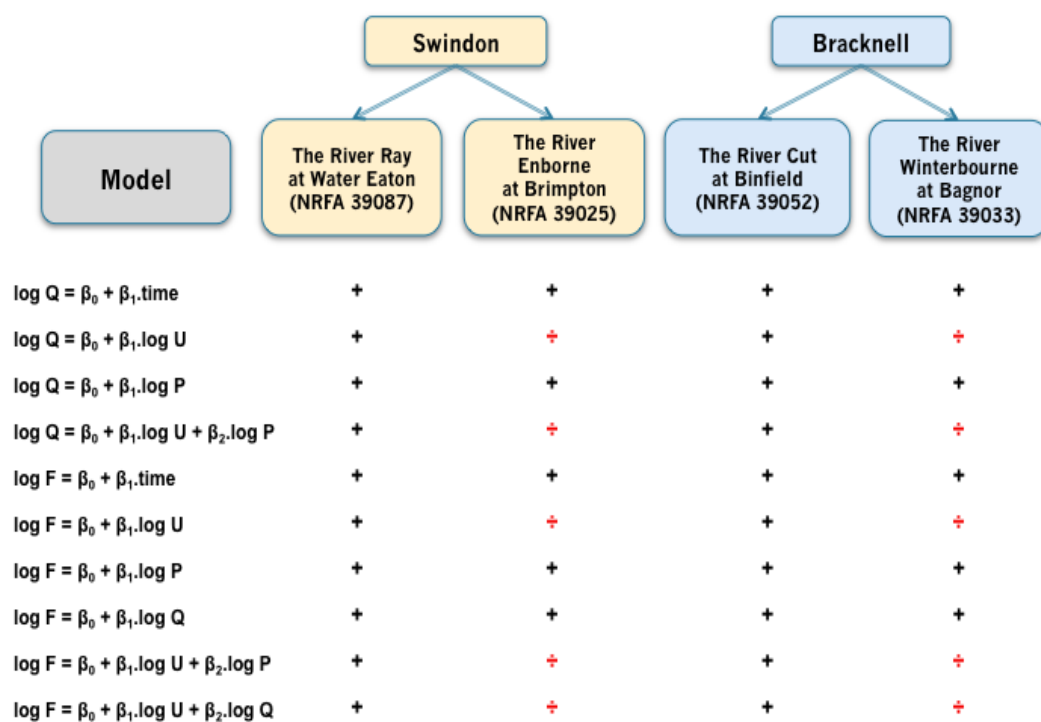 Swindon
Bracknell
Model
The River Ray
at Water Eaton
(NRFA 39087)
The River
Enborne
at Brimpton
(NRFA 39025)
The River Cut
at Binfield
(NRFA 39052)
The River
Winterbourne
at Bagnor
(NRFA 39033)
log Q = β₀ + β₁.time + + + +
log Q = β₀ + β₁.log U + ÷ + ÷
log Q = β₀ + β₁.log P + + + +
log Q = β₀ + β₁.log U + β₂.log P + ÷ + ÷
log F = β₀ + β₁.time + + + +
log F = β₀ + β₁.log U + ÷ + ÷
log F = β₀ + β₁.log P + + + +
log F = β₀ + β₁.log Q + + + +
log F = β₀ + β₁.log U + β₂.log P + ÷ + ÷
log F = β₀ + β₁.log U + β₂.log Q + ÷ + ÷